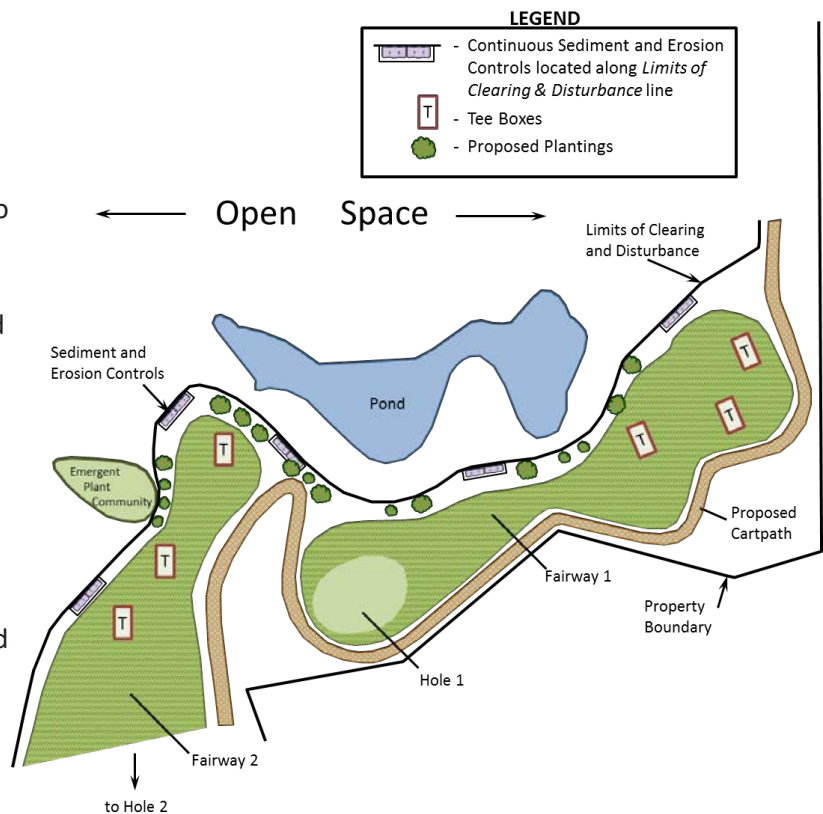 LEGEND
- Continuous Sediment and Erosion
Controls located along Limits of
Clearing & Disturbance line
T
- Tee Boxes
- Proposed Plantings
Open Space
Limits of Clearing
and Disturbance
Sediment and
Erosion Controls
Pond
T
T
T
T
Emergent
Plant
Community
Proposed
Cartpath
T
Fairway 1
Property
Boundary
T
Hole 1
Fairway 2
to Hole 2